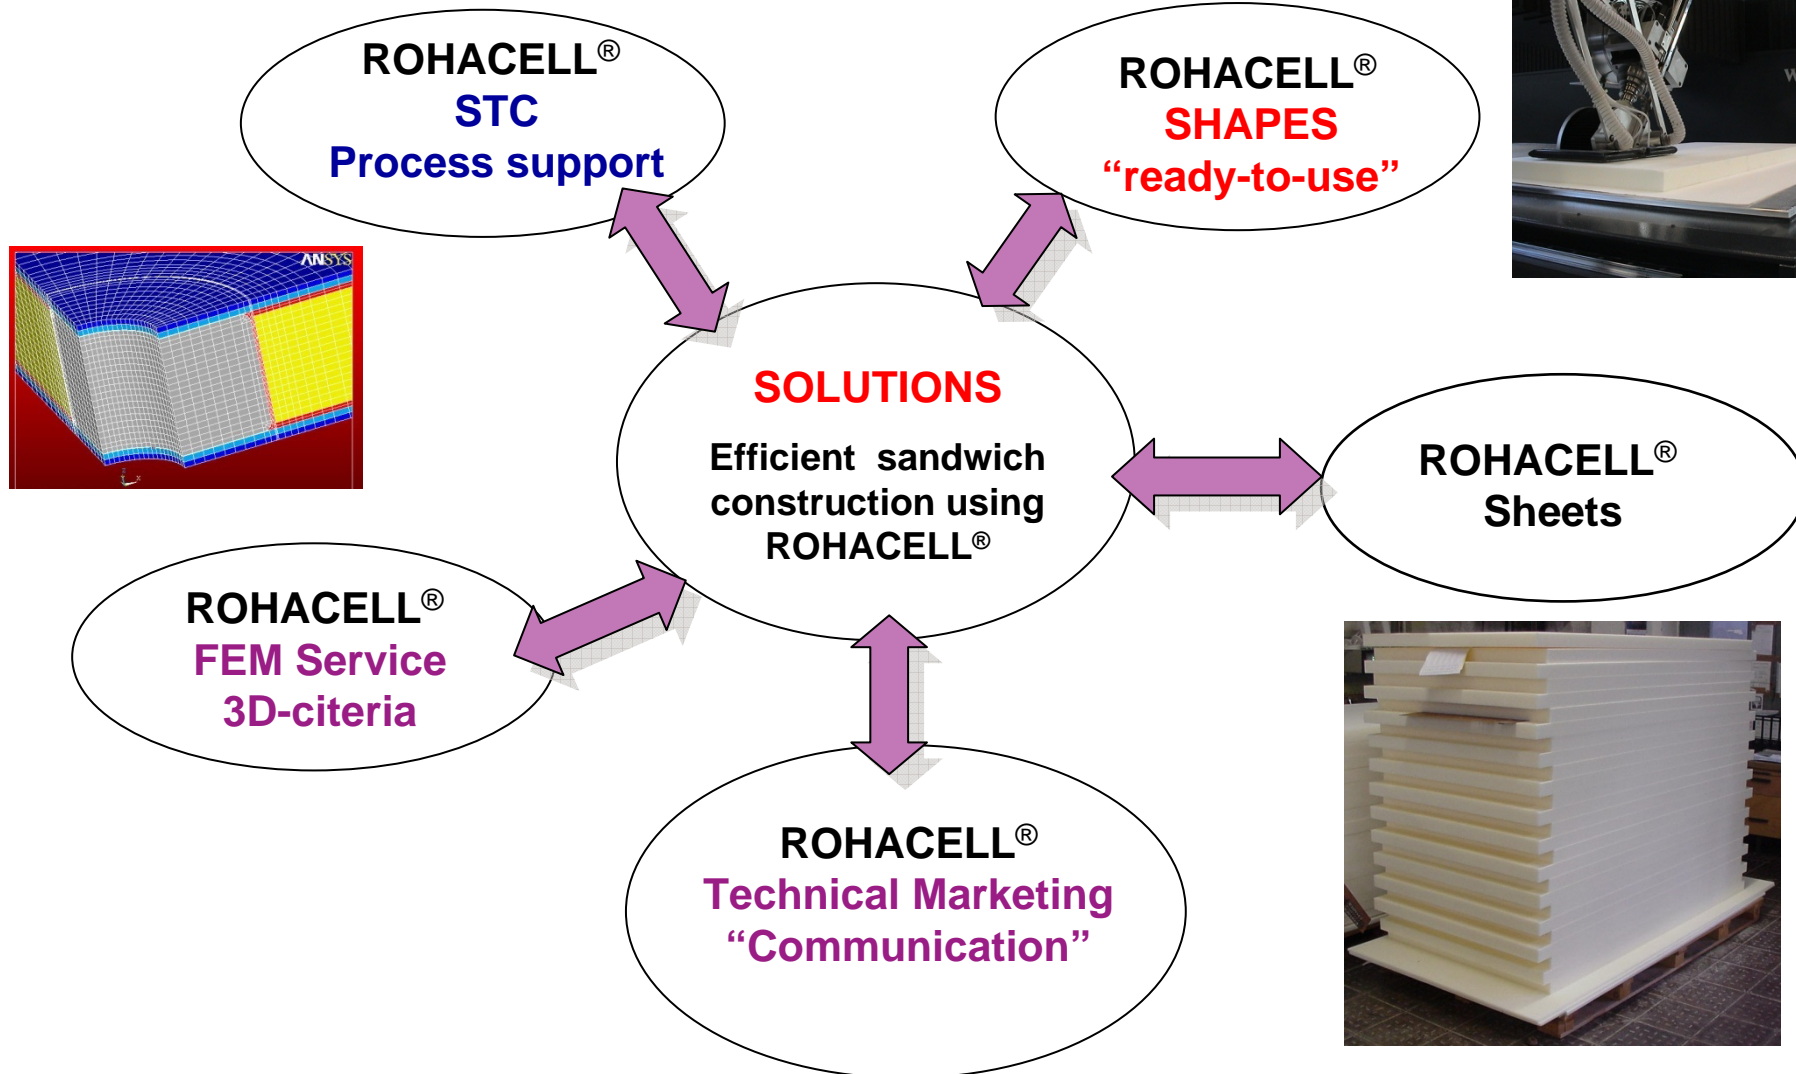 ROHACELL®
STC
Process support
ROHACELL®
SHAPES
“ready-to-use”
W
ANSYS
SOLUTIONS
Efficient sandwich
construction using
ROHACELL®
ROHACELL®
Sheets
ROHACELL®
FEM Service
3D-citeria
ROHACELL®
Technical Marketing
“Communication”